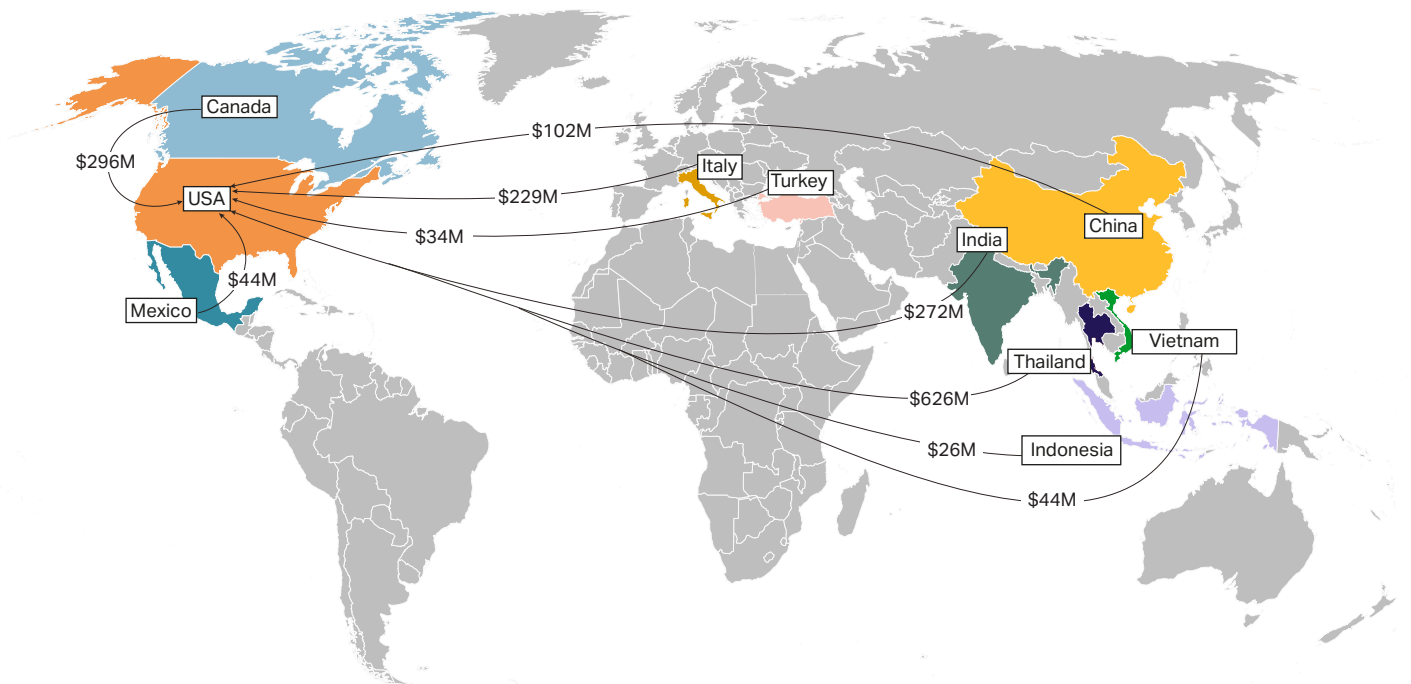 Canada
$102M
$296M
Italy
Turkey
USA
$229M
China
$34M
India
$44M
Mexico
$272M
Vietnam
Thailand
$626M
$26M
Indonesia
$44M